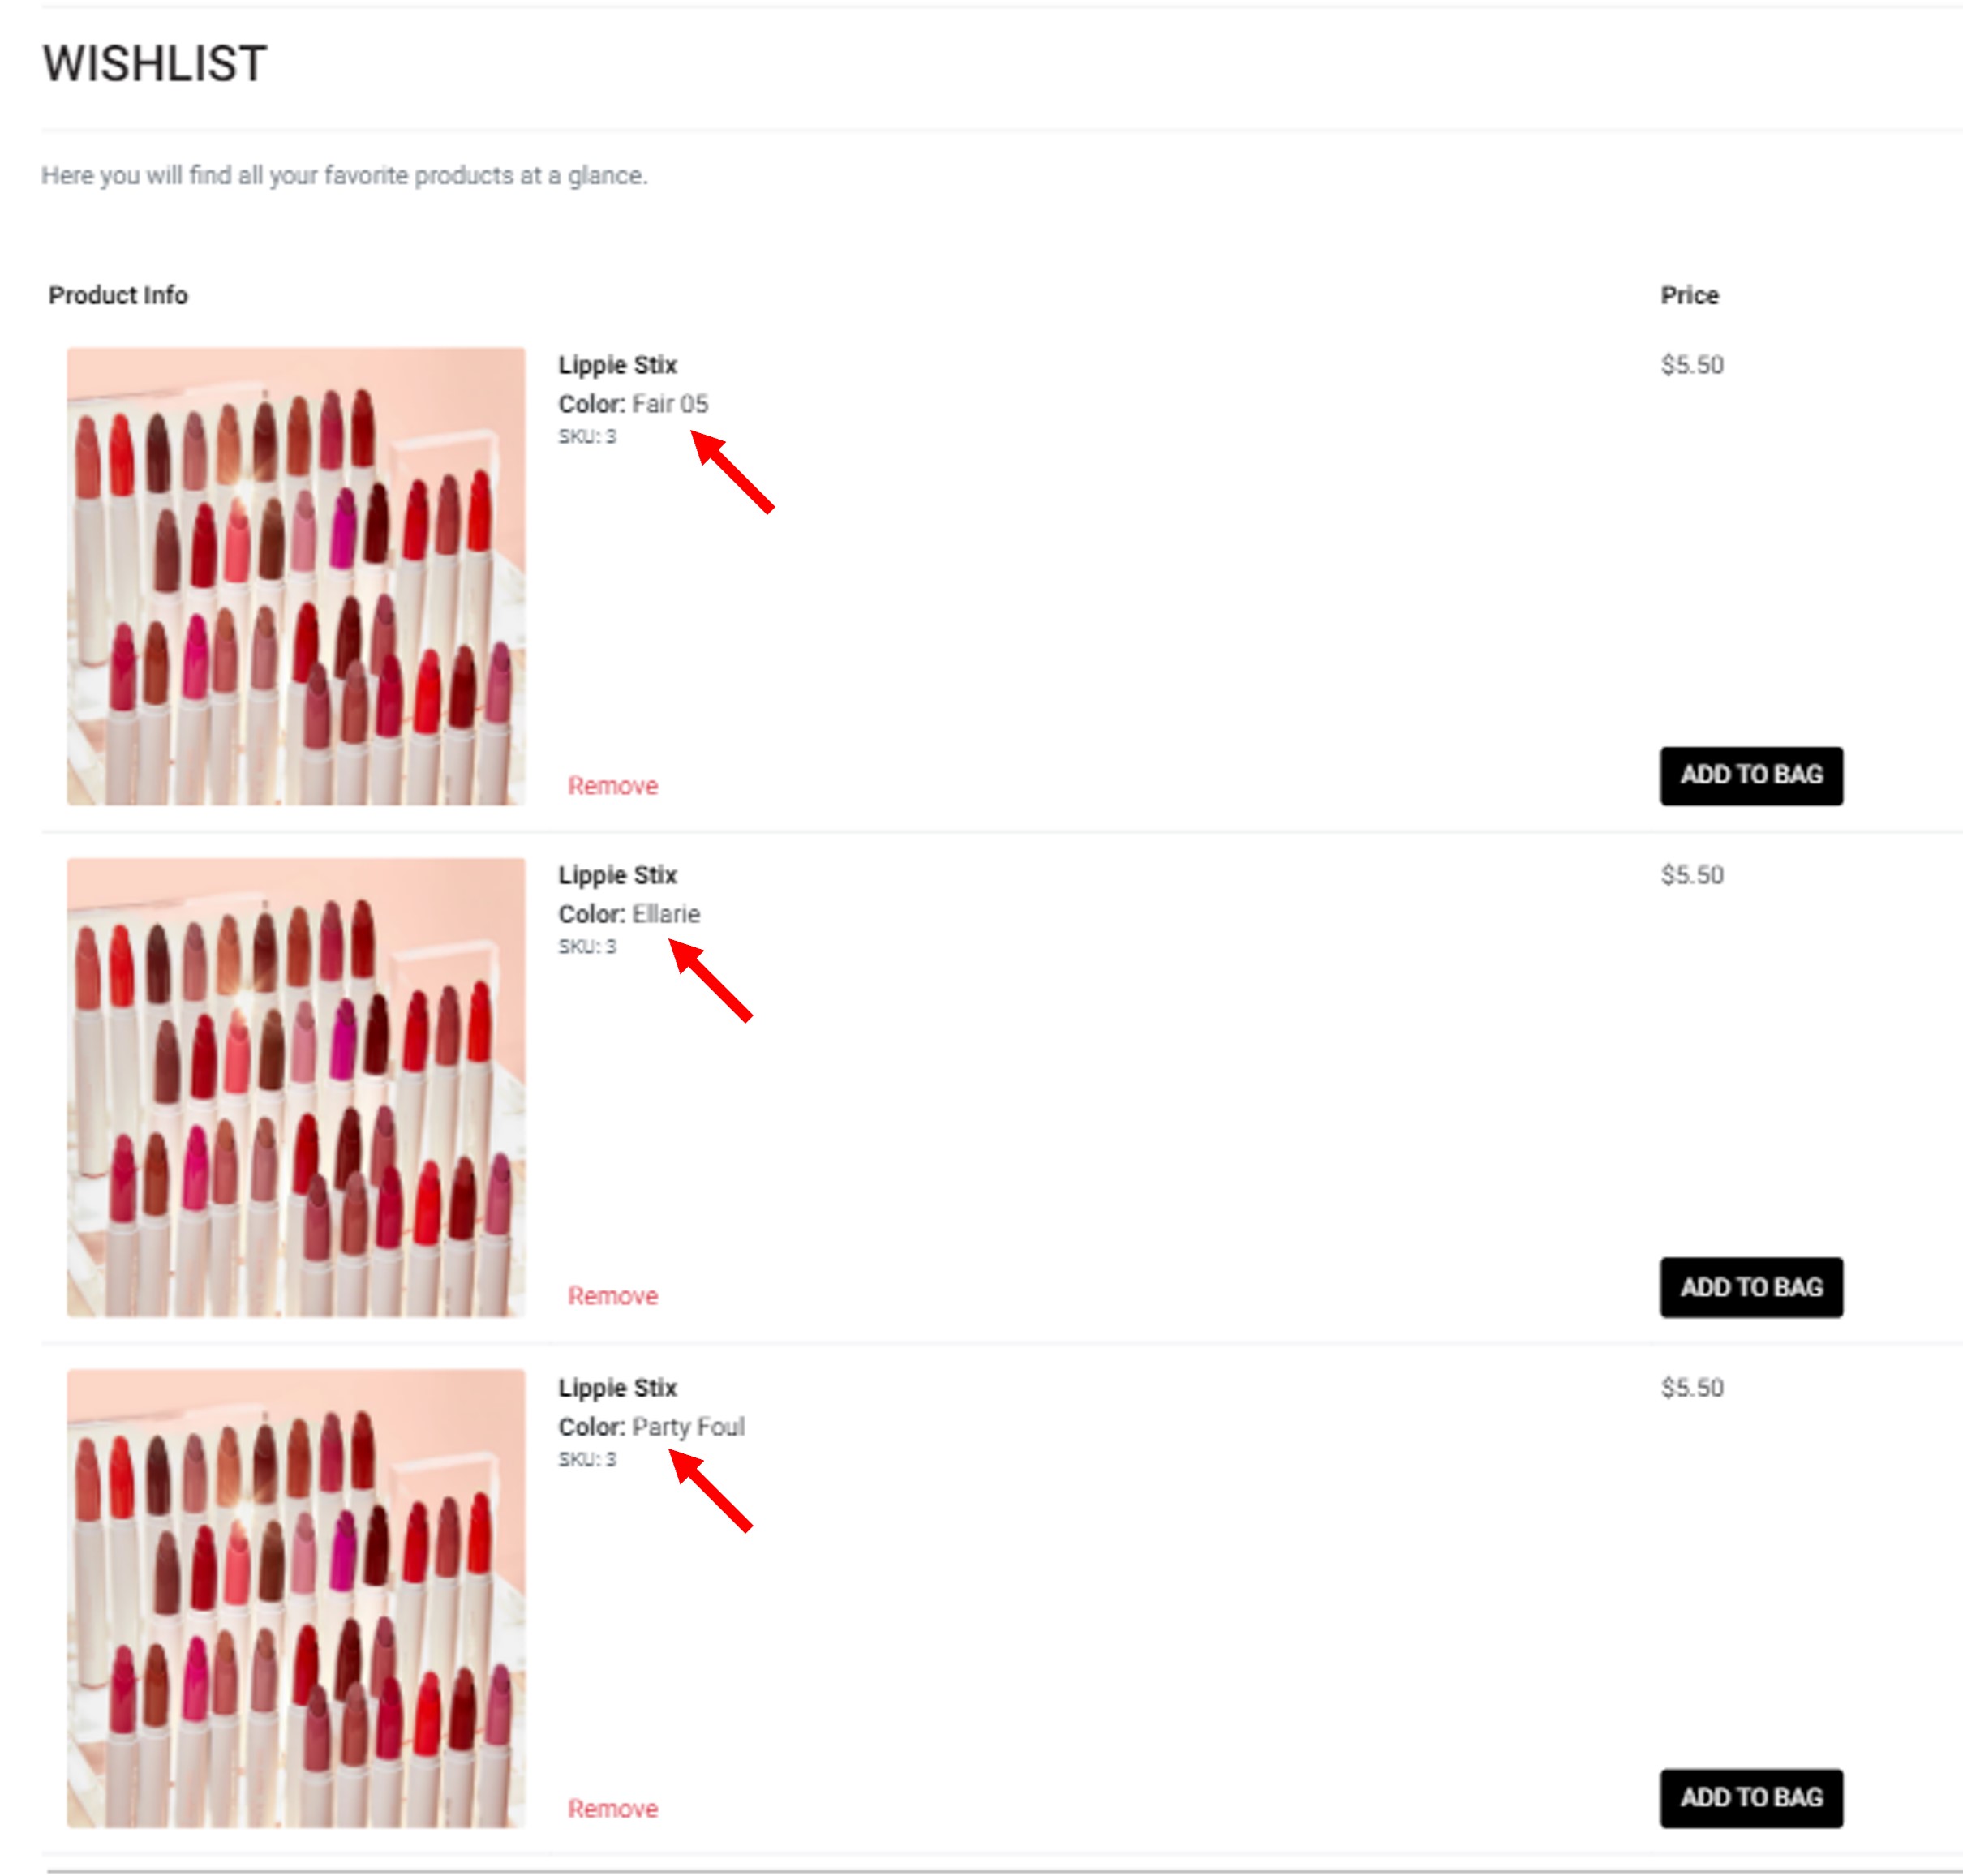 WISHLIST
Here you will find all your favorite products at a glance.
Product Info Price
Lippie Stix $5.50
Color: Fair 05
SKU: 3
Remove ADD TO BAG
Lippie Stix $5.50
Color: Ellarie
SKU: 3
Remove ADD TO BAG
Lippie Stix $5.50
Color: Party Foul
SKU: 3
Remove ADD TO BAG